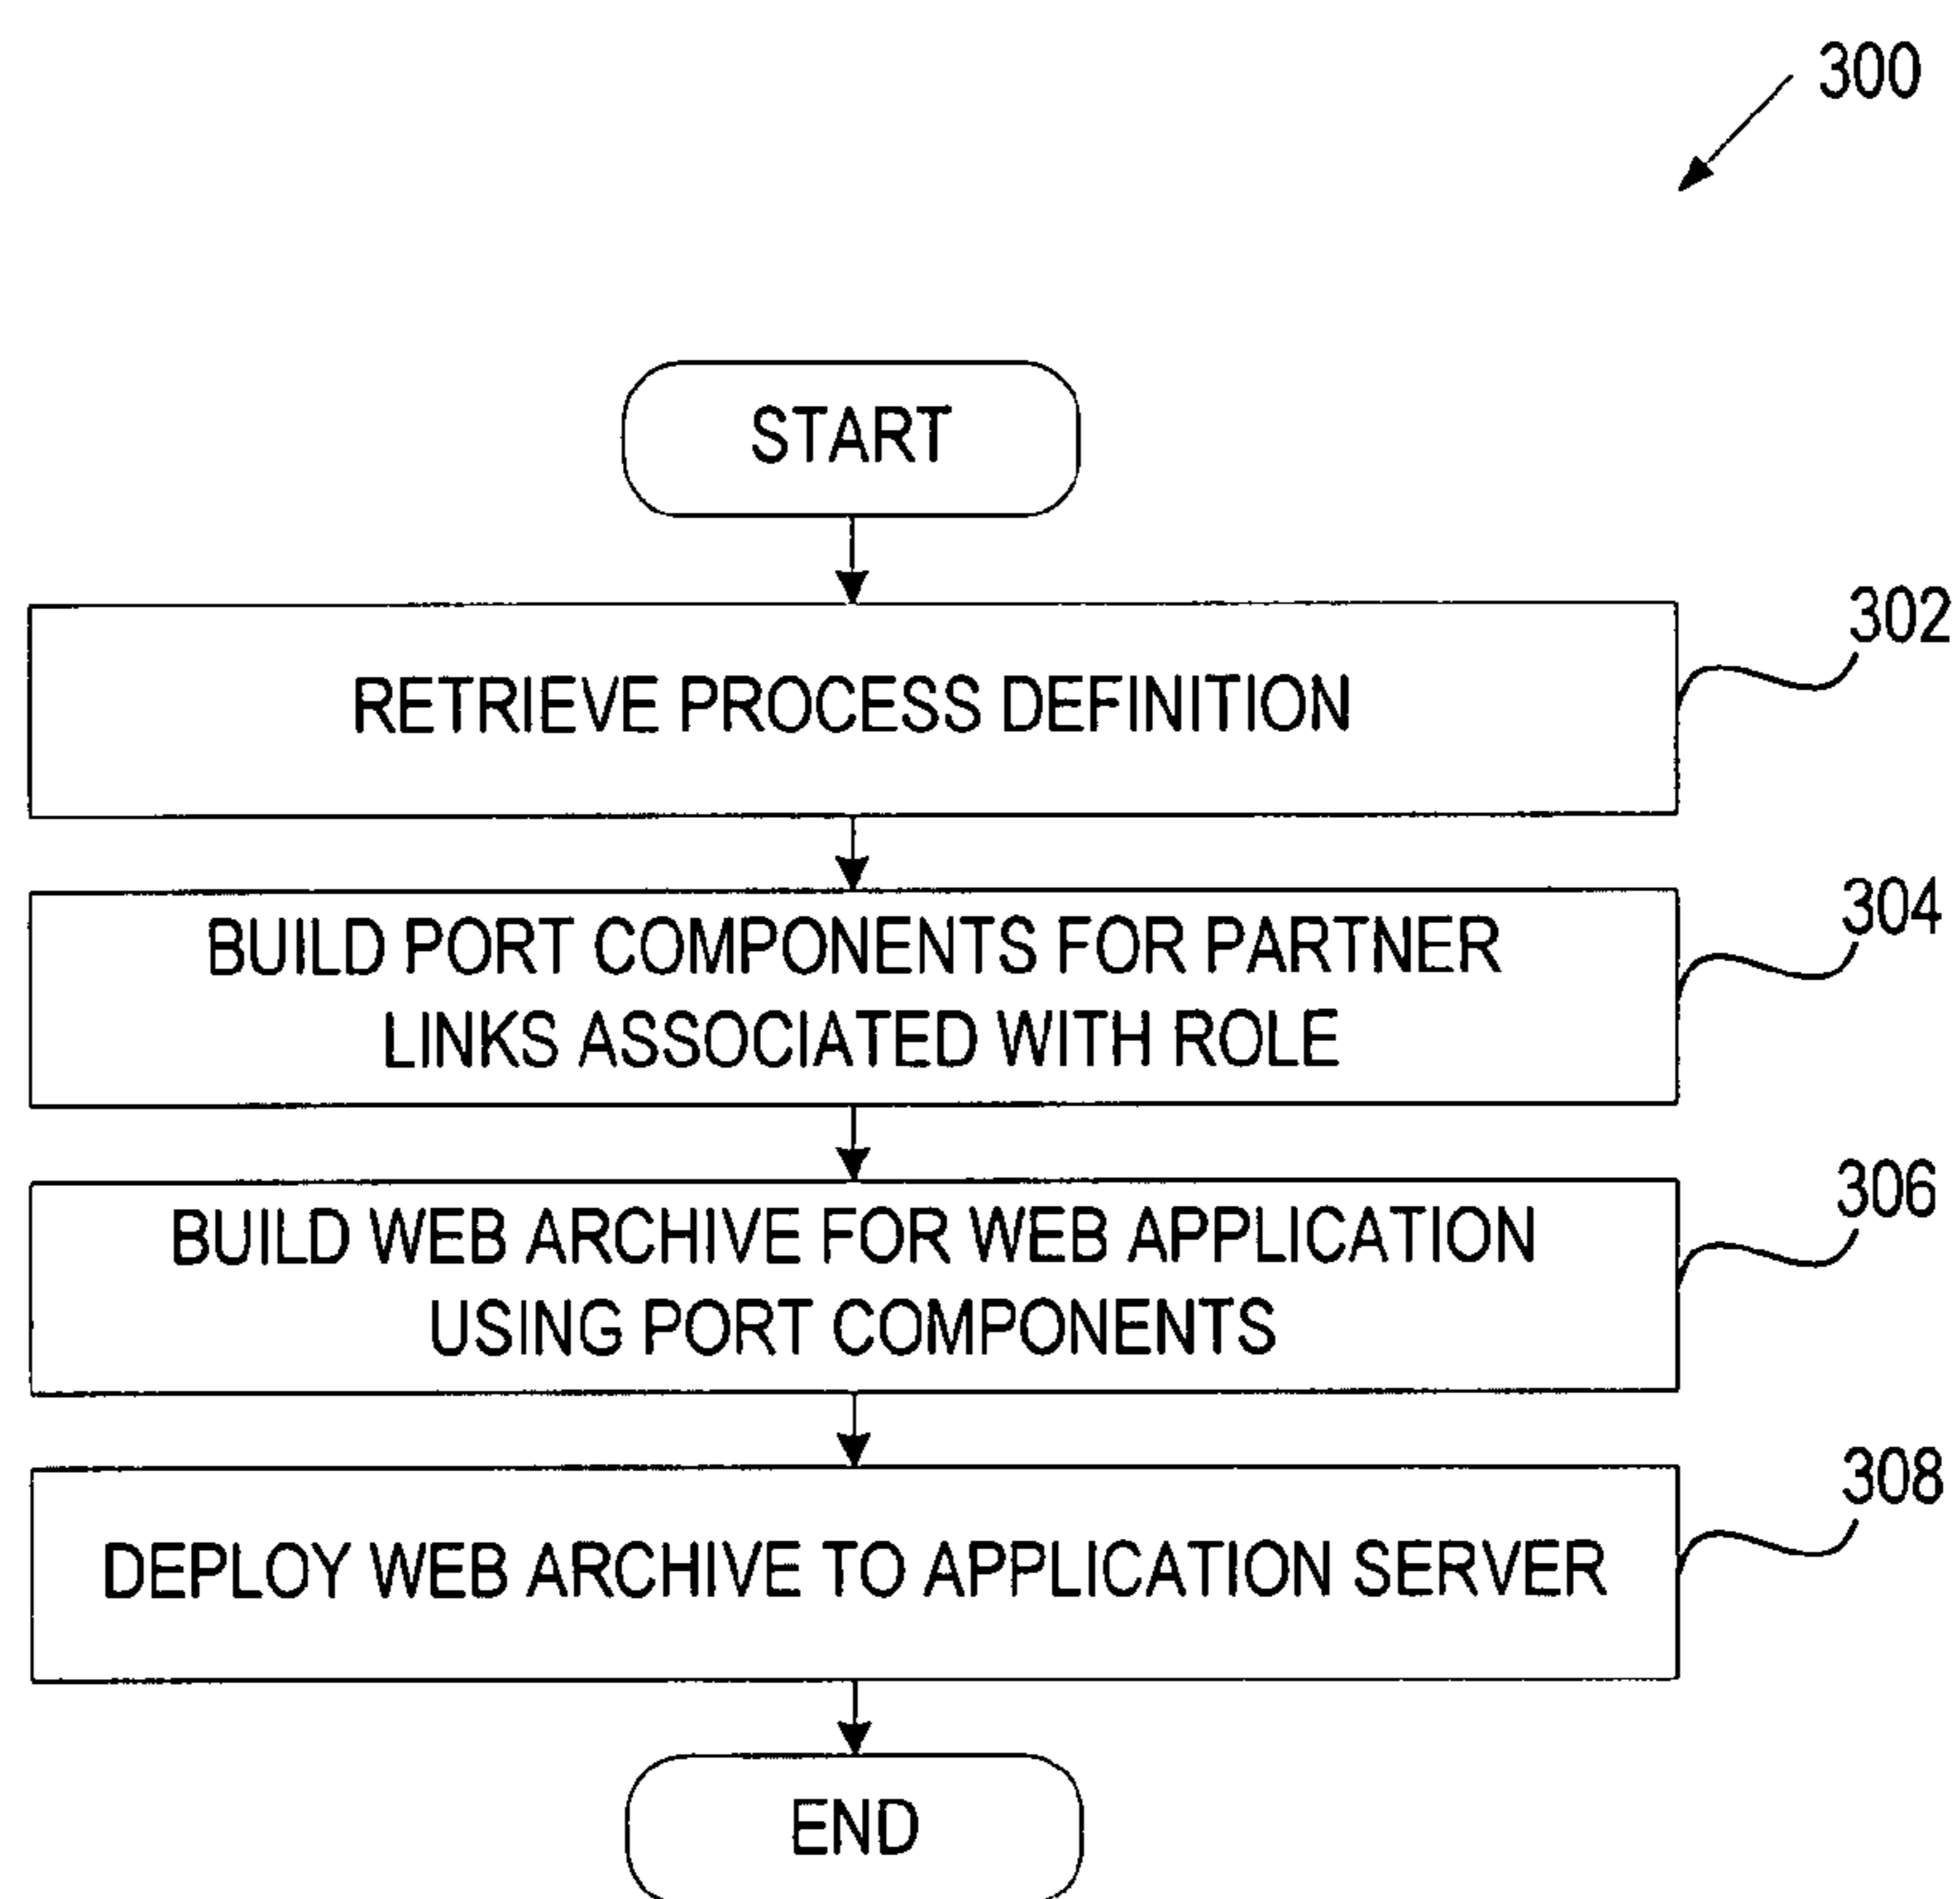 300
START
302
RETRIEVE PROCESS DEFINITION
304
BUILD PORT COMPONENTS FOR PARTNER
LINKS ASSOCIATED WITH ROLE
306
BUILD WEB ARCHIVE FOR WEB APPLICATION
USING PORT COMPONENTS
308
DEPLOY WEB ARCHIVE TO APPLICATION SERVER
END